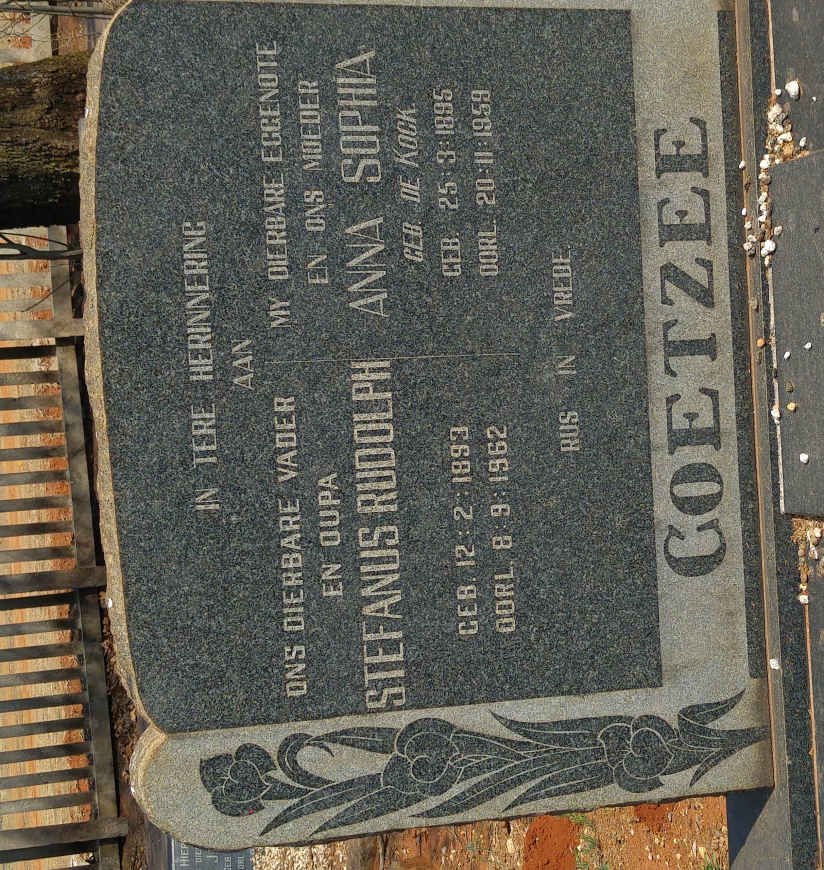 IN TERE HERINNERING
AAN
ONS DIERBARE VADER
EN OUPA
STEFANUS RUDOLPH
GEB. 12:2:1893
OORL. 8:9:1962
MY DIERBARE EGGENOTE
EN ONS MOEDER
ANNA SOPHIA
GEB. DE KOCK
GEB. 25:3:1895
OORL. 20:11:1959
RUS IN VREDE.
COETZEE